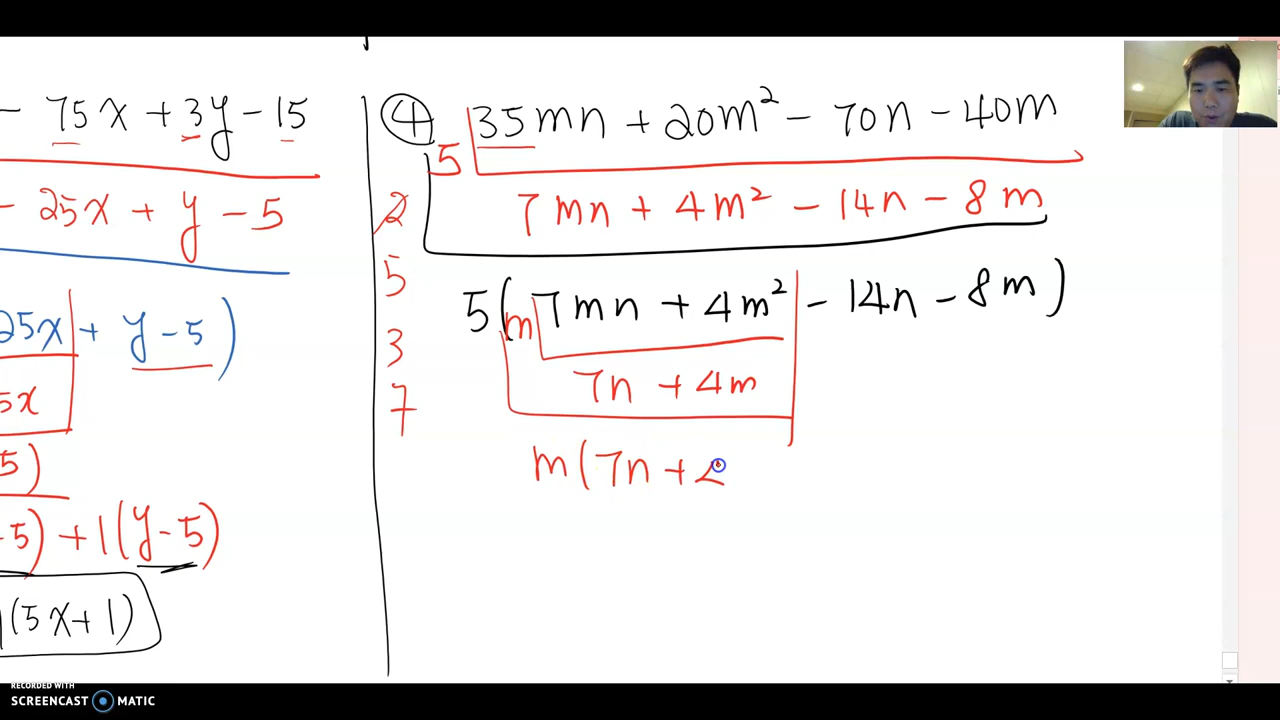 - 75x + 3y - 15
- 25x + y - 5
25x + y - 5)
5x
5)
-5) + 1(y - 5)
(5x + 1)
④ 35mn + 20m² - 70n - 40m
5
7mn + 4m² - 14n - 8m
2
5
3
7
5(7mn + 4m² - 14n - 8m)
m
7n + 4m
m(7n +
RECORDED WITH
SCREENCAST MATIC